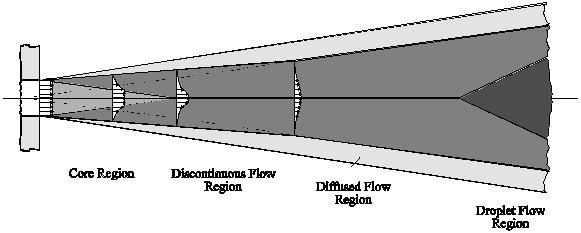 Core Region
Discontinuous Flow
Region
Diffused Flow
Region
Droplet Flow
Region